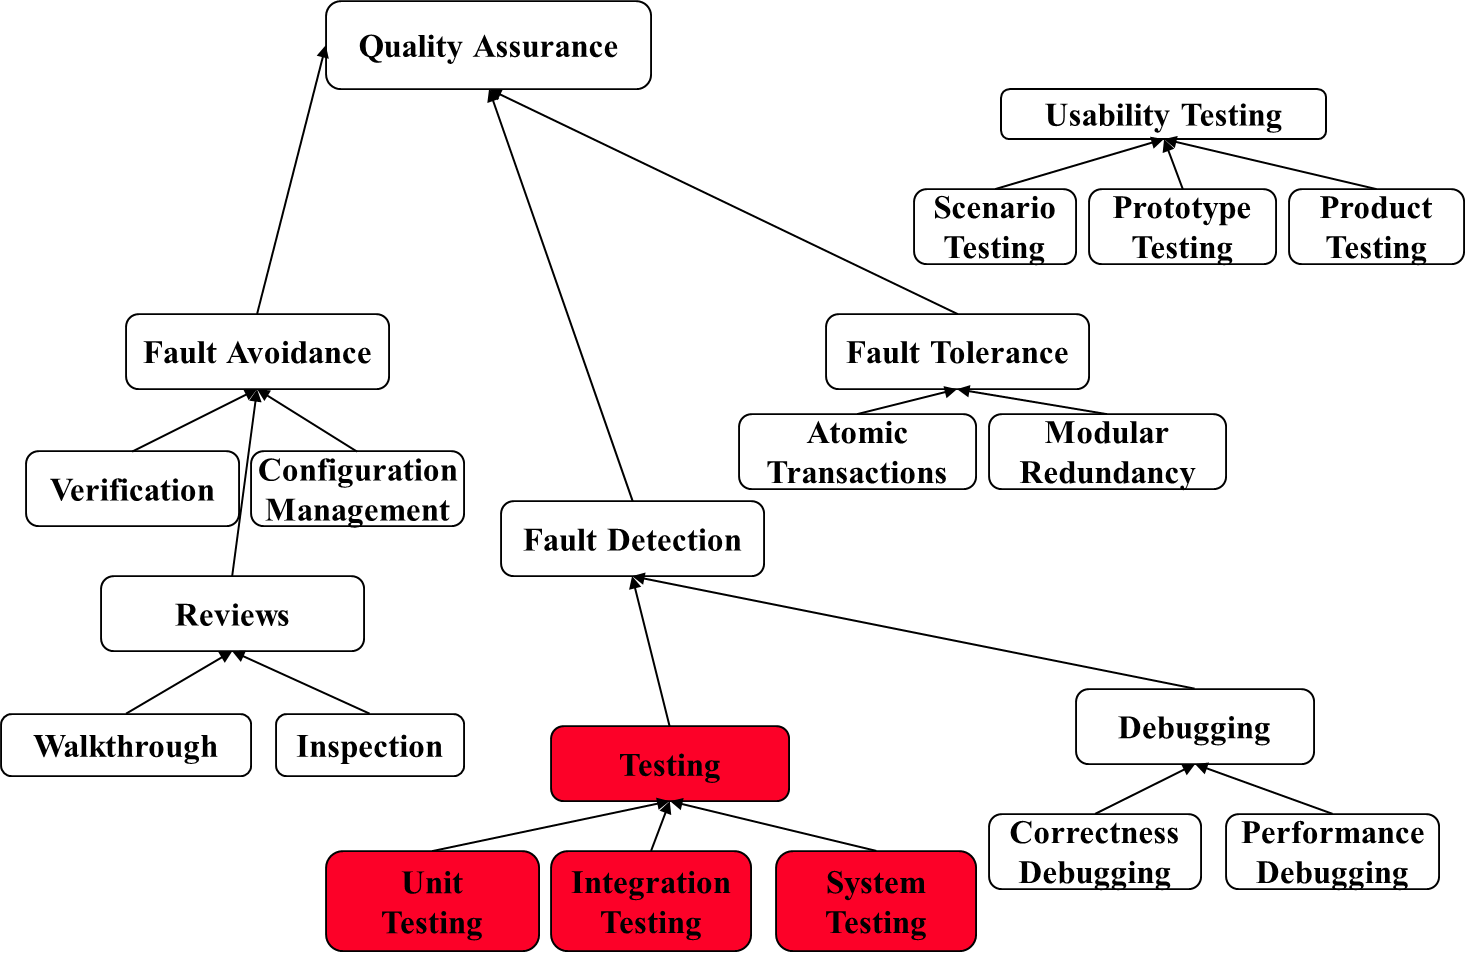 Quality Assurance
Usability Testing
Scenario
Testing
Prototype
Testing
Product
Testing
Fault Avoidance
Fault Tolerance
Atomic
Transactions
Modular
Redundancy
Verification
Configuration
Management
Fault Detection
Reviews
Walkthrough
Inspection
Testing
Debugging
Correctness
Debugging
Performance
Debugging
Unit
Testing
Integration
Testing
System
Testing